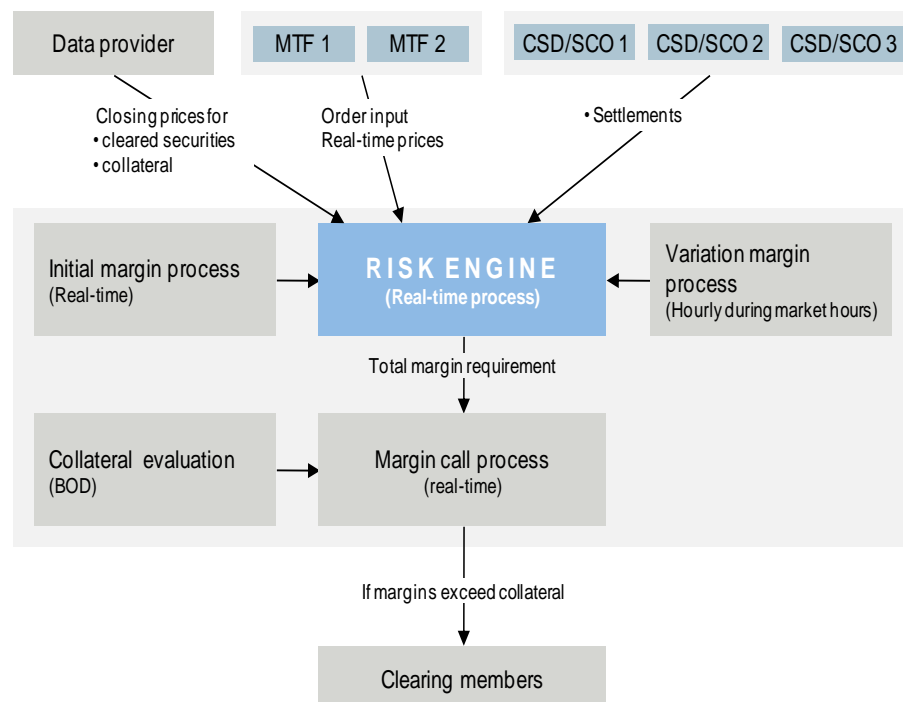 Data provider
MTF 1
MTF 2
CSD/SCO 1
CSD/SCO 2
CSD/SCO 3
Closing prices for
• cleared securities
• collateral
Order input
Real-time prices
• Settlements
Initial margin process
(Real-time)
RISK ENGINE
(Real-time process)
Variation margin
process
(Hourly during market hours)
Total margin requirement
Collateral evaluation
(BOD)
Margin call process
(real-time)
If margins exceed collateral
Clearing members